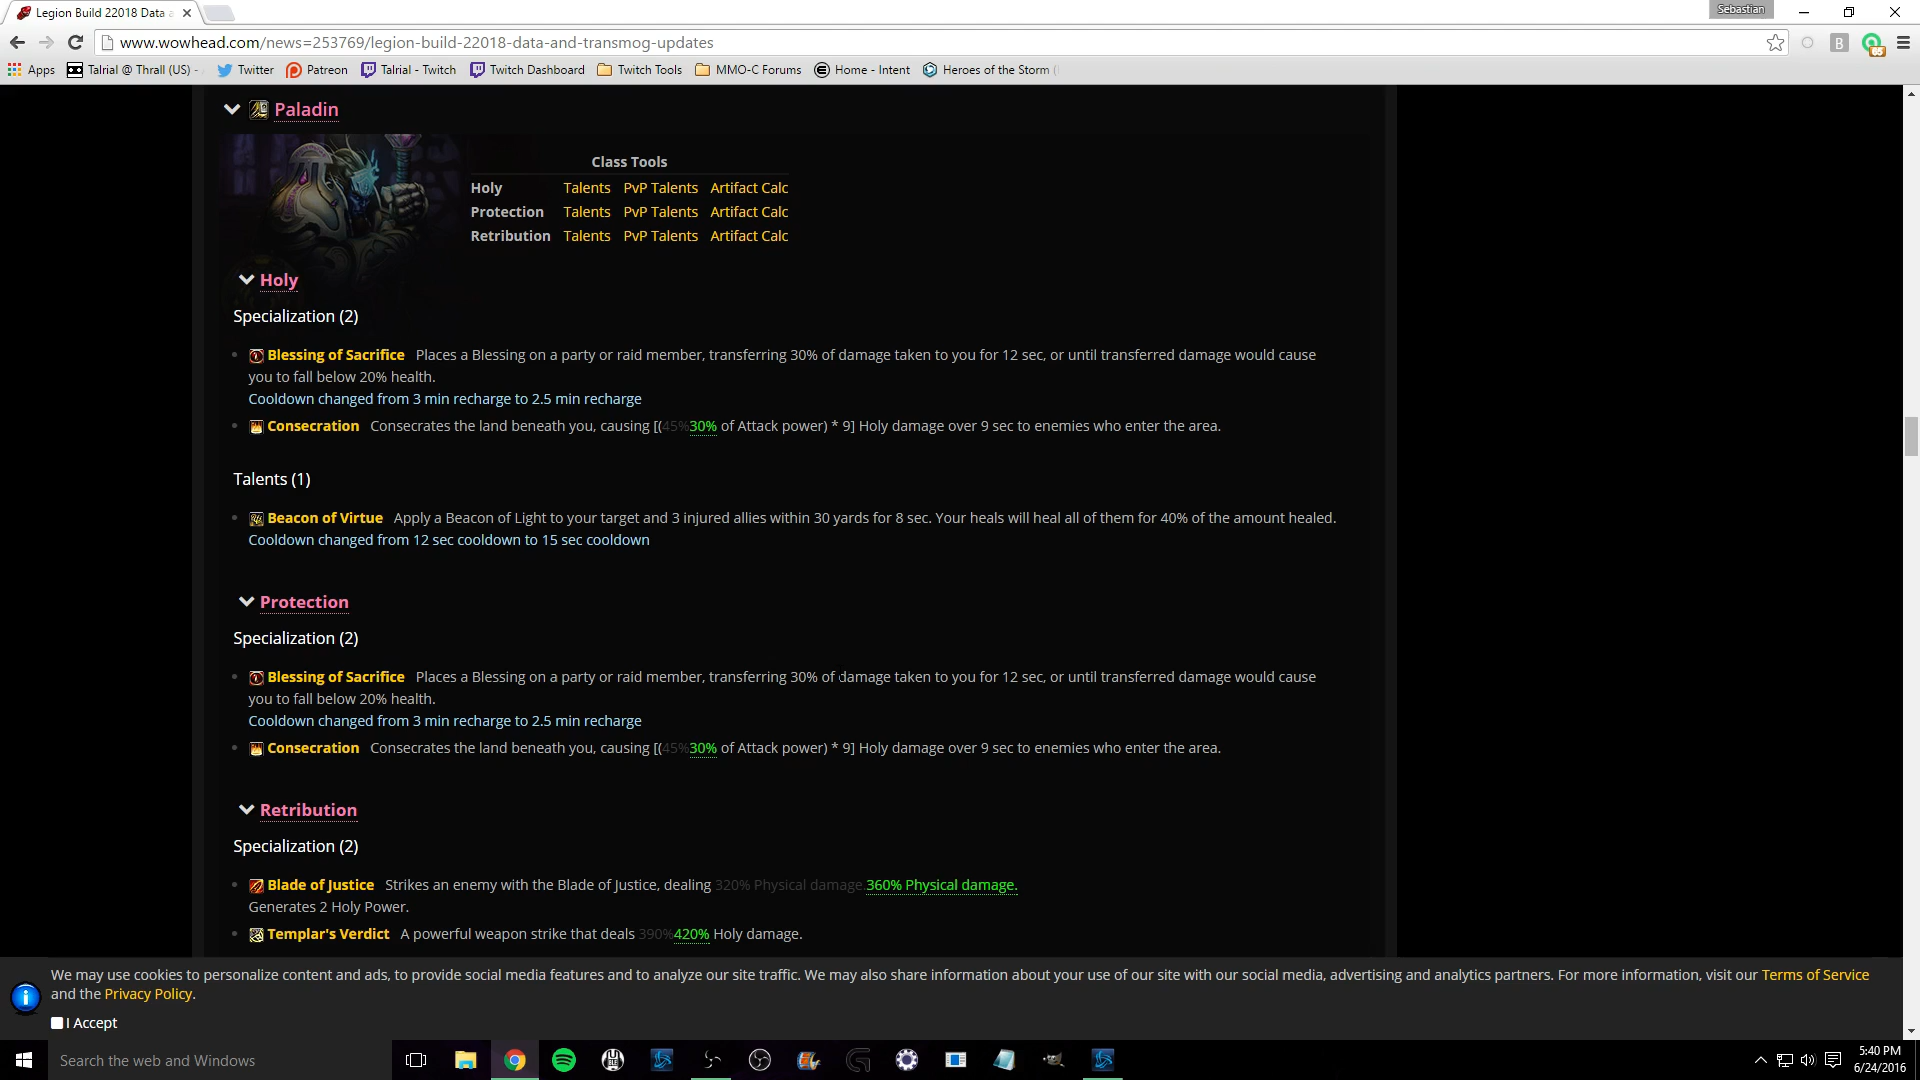 Legion Build 22018 Data a
Sebastian
www.wowhead.com/news=253769/legion-build-22018-data-and-transmog-updates
Apps Talrial @ Thrall (US) - Twitter Patreon Talrial - Twitch Twitch Dashboard Twitch Tools MMO-C Forums Home - Intent Heroes of the Storm
Paladin
Class Tools
Holy Talents PvP Talents Artifact Calc
Protection Talents PvP Talents Artifact Calc
Retribution Talents PvP Talents Artifact Calc
Holy
Specialization (2)
Blessing of Sacrifice Places a Blessing on a party or raid member, transferring 30% of damage taken to you for 12 sec, or until transferred damage would cause
you to fall below 20% health.
Cooldown changed from 3 min recharge to 2.5 min recharge
Consecration Consecrates the land beneath you, causing [(45%30% of Attack power) * 9] Holy damage over 9 sec to enemies who enter the area.
Talents (1)
Beacon of Virtue Apply a Beacon of Light to your target and 3 injured allies within 30 yards for 8 sec. Your heals will heal all of them for 40% of the amount healed.
Cooldown changed from 12 sec cooldown to 15 sec cooldown
Protection
Specialization (2)
Blessing of Sacrifice Places a Blessing on a party or raid member, transferring 30% of damage taken to you for 12 sec, or until transferred damage would cause
you to fall below 20% health.
Cooldown changed from 3 min recharge to 2.5 min recharge
Consecration Consecrates the land beneath you, causing [(45%30% of Attack power) * 9] Holy damage over 9 sec to enemies who enter the area.
Retribution
Specialization (2)
Blade of Justice Strikes an enemy with the Blade of Justice, dealing 320% Physical damage.360% Physical damage.
Generates 2 Holy Power.
Templar's Verdict A powerful weapon strike that deals 390%420% Holy damage.
We may use cookies to personalize content and ads, to provide social media features and to analyze our site traffic. We may also share information about your use of our site with our social media, advertising and analytics partners. For more information, visit our Terms of Service
and the Privacy Policy.
I Accept
Search the web and Windows
5:40 PM
6/24/2016